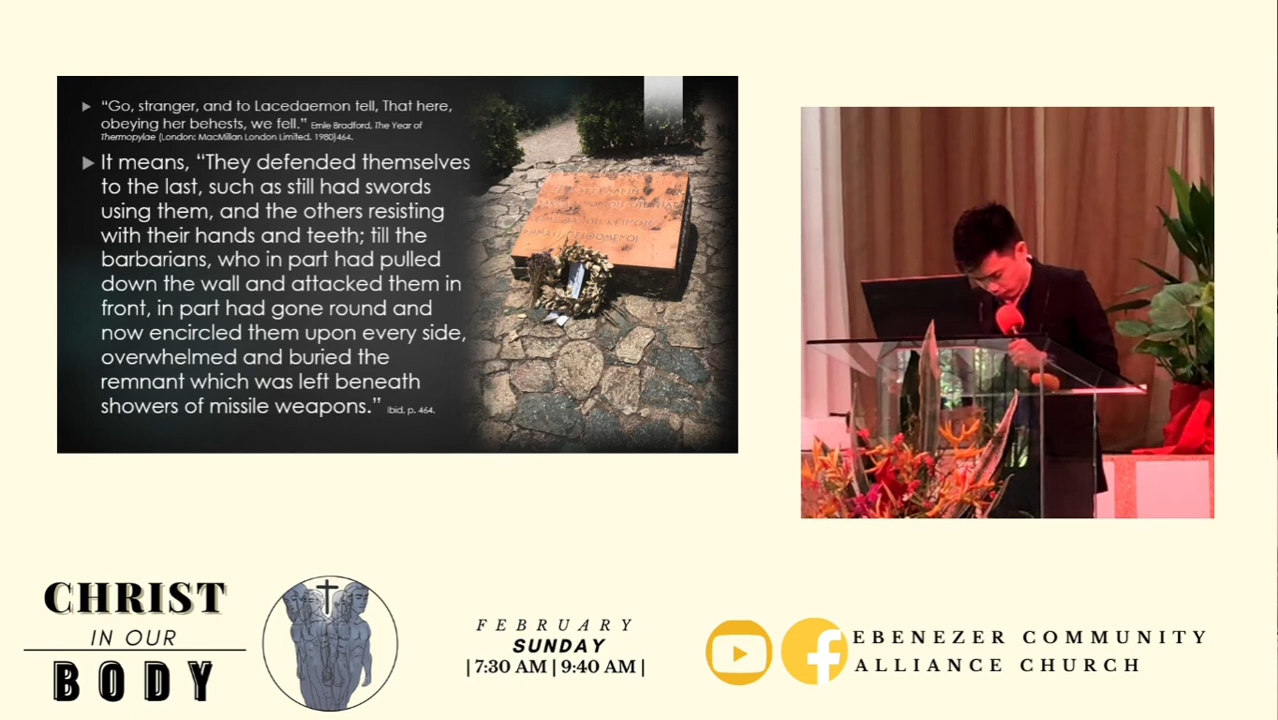 “Go, stranger, and to Lacedaemon tell, That here,
obeying her behests, we fell.” Ernle Bradford, The Year of
Thermopylae (London: MacMillan London Limited, 1980)464.
It means, “They defended themselves
to the last, such as still had swords
using them, and the others resisting
with their hands and teeth; till the
barbarians, who in part had pulled
down the wall and attacked them in
front, in part had gone round and
now encircled them upon every side,
overwhelmed and buried the
remnant which was left beneath
showers of missile weapons.” Ibid, p. 464.
CHRIST
IN OUR
BODY
FEBRUARY
SUNDAY
| 7:30 AM | 9:40 AM |
EBENEZER COMMUNITY
ALLIANCE CHURCH